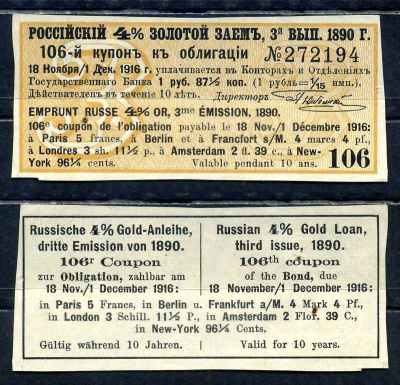 РОССІЙСКІЙ 4% ЗОЛОТОЙ ЗАЕМЪ, 3й ВЫП. 1890 Г.
106-й купонъ къ облигаціи № 272194
18 Ноября/1 Дек. 1916 г. уплачивается въ Конторахъ и Отдѣленіяхъ
Государственнаго Банка 1 руб. 87½ коп. (1 рубль=1/15 имп.).
Дѣйствителенъ въ теченіе 10 лѣтъ. Директоръ
EMPRUNT RUSSE 4% OR, 3me ÉMISSION, 1890.
106e coupon de l'obligation payable le 18 Nov./1 Décembre 1916:
à Paris 5 francs, à Berlin et à Francfort s/M. 4 marcs 4 pf.,
à Londres 3 sh. 11½ p., à Amsterdam 2 fl. 39 c., à New-
York 96¼ cents. Valable pendant 10 ans. 106
Russische 4% Gold-Anleihe,
dritte Emission von 1890.
106r Coupon
zur Obligation, zahlbar am
18 Nov./1 December 1916:
Russian 4% Gold Loan,
third issue, 1890.
106th coupon
of the Bond, due
18 November/1 December 1916:
in Paris 5 Francs, in Berlin u. Frankfurt a/M. 4 Mark 4 Pf.,
in London 3 Schill. 11½ P., in Amsterdam 2 Flor. 39 C.,
in New-York 96¼ Cents.
Gültig während 10 Jahren. Valid for 10 years.